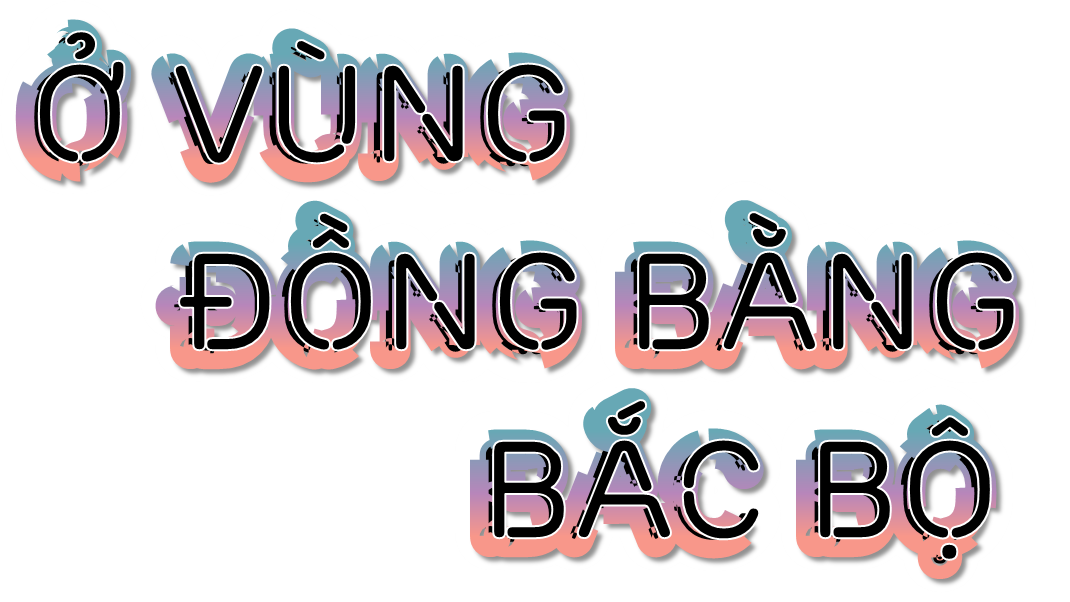 Ở VÙNG
ĐỒNG BẰNG
BẮC BỘ